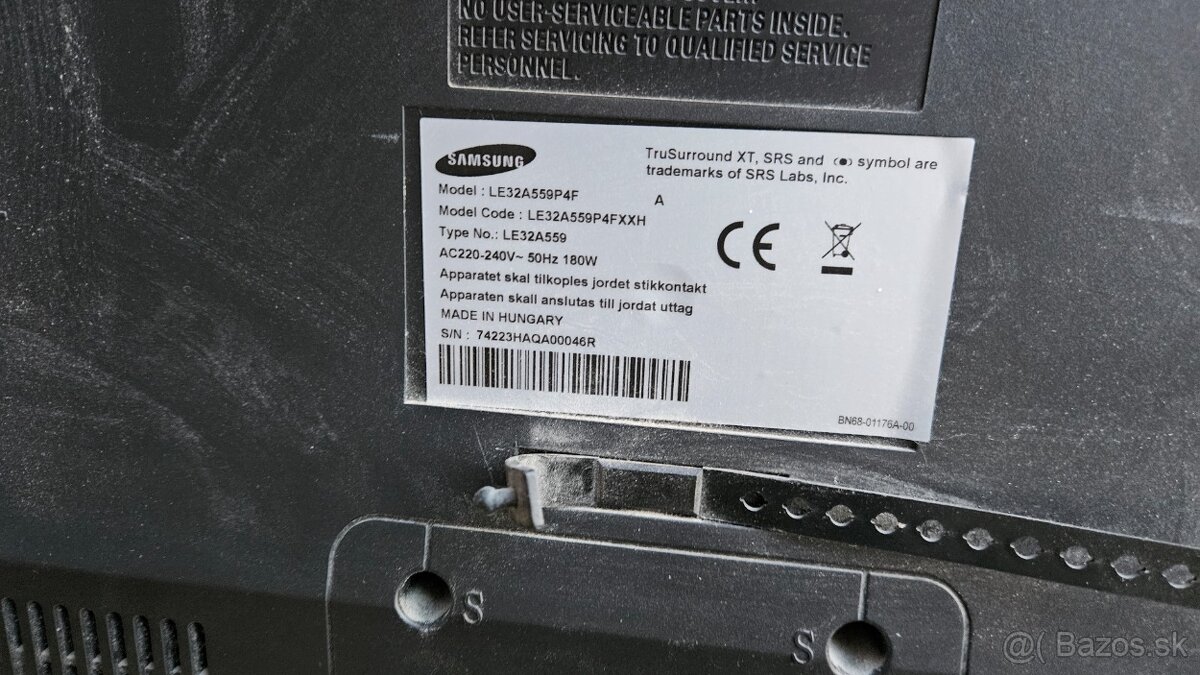 NO USER-SERVICEABLE PARTS INSIDE.
REFER SERVICING TO QUALIFIED SERVICE
PERSONNEL.
SAMSUNG
TruSurround XT, SRS and (●) symbol are
trademarks of SRS Labs, Inc.
Model : LE32A559P4F
A
Model Code : LE32A559P4FXXH
Type No.: LE32A559
AC220-240V~ 50Hz 180W
Apparatet skal tilkoples jordet stikkontakt
Apparaten skall anslutas till jordat uttag
MADE IN HUNGARY
S/N : 74223HAQA00046R
CE
BN68-01176A-00
S
S
@( Bazos.sk